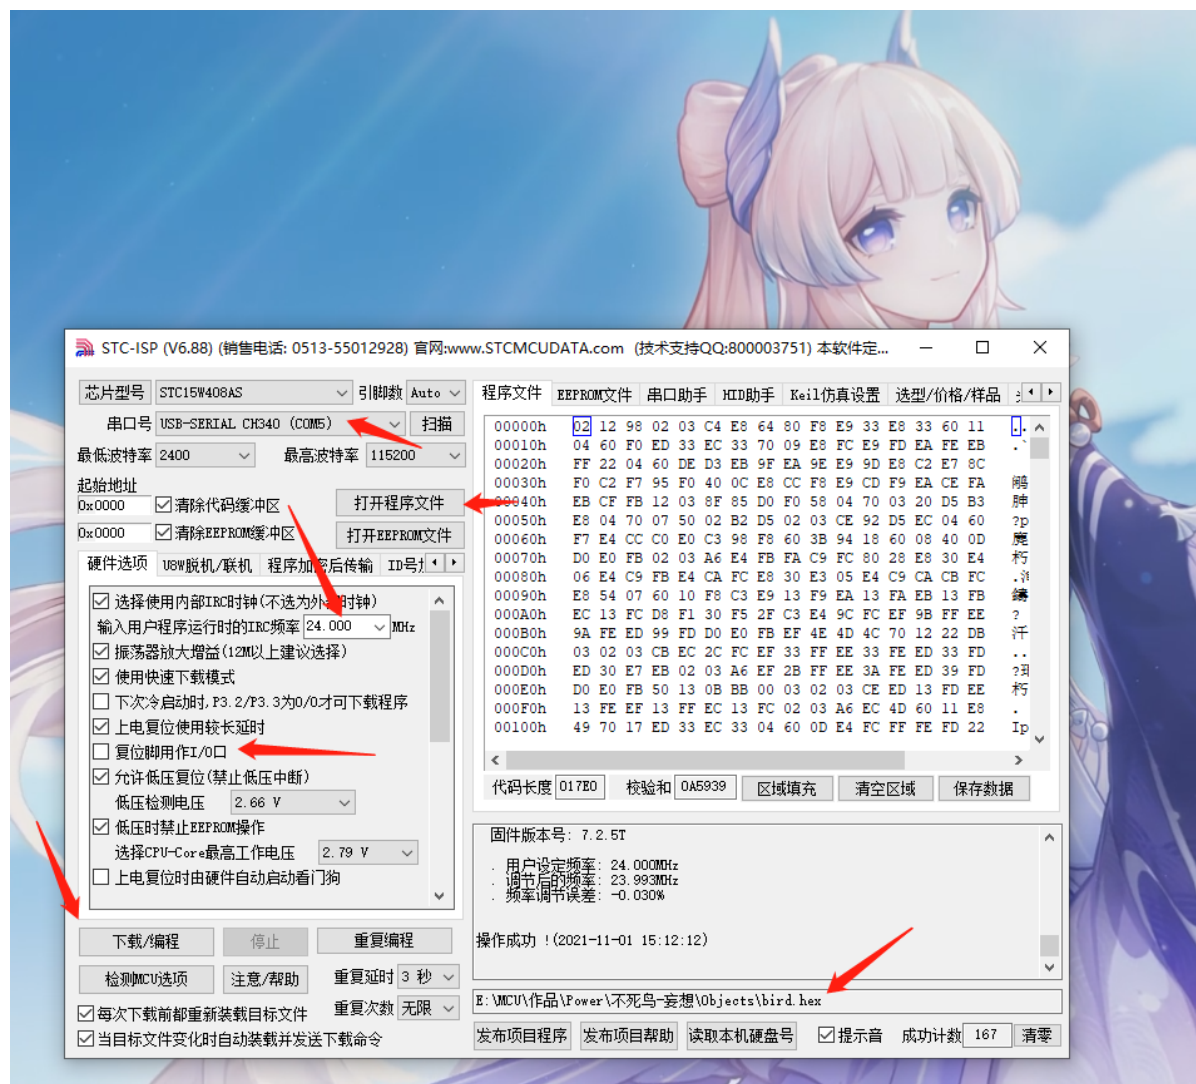 STC-ISP (V6.88) (销售电话: 0513-55012928) 官网:www.STCMCUDATA.com (技术支持QQ:800003751) 本软件定...
芯片型号 STC15W408AS 引脚数 Auto
串口号 USB-SERIAL CH340 (COM5) 扫描
最低波特率 2400 最高波特率 115200
起始地址
0x0000 清除代码缓冲区 打开程序文件
0x0000 清除EEPROM缓冲区 打开EEPROM文件
硬件选项 U8W脱机/联机 程序加密后传输 ID号
选择使用内部IRC时钟(不选为外部时钟)
输入用户程序运行时的IRC频率 24.000 MHz
振荡器放大增益(12M以上建议选择)
使用快速下载模式
下次冷启动时,P3.2/P3.3为0/0才可下载程序
上电复位使用较长延时
复位脚用作I/O口
允许低压复位(禁止低压中断)
低压检测电压 2.66 V
低压时禁止EEPROM操作
选择CPU-Core最高工作电压 2.79 V
上电复位时由硬件自动启动看门狗
下载/编程 停止 重复编程
检测MCU选项 注意/帮助 重复延时 3 秒
每次下载前都重新装载目标文件 重复次数 无限
当目标文件变化时自动装载并发送下载命令
程序文件 EEPROM文件 串口助手 HID助手 Keil仿真设置 选型/价格/样品
00000h 02 12 98 02 03 C4 E8 64 80 F8 E9 33 E8 33 60 11 ..
00010h 04 60 F0 ED 33 EC 33 70 09 E8 FC E9 FD EA FE EB .`
00020h FF 22 04 60 DE D3 EB 9F EA 9E E9 9D E8 C2 E7 8C
00030h F0 C2 F7 95 F0 40 0C E8 CC F8 E9 CD F9 EA CE FA
00040h EB CF FB 12 03 8F 85 D0 F0 58 04 70 03 20 D5 B3
00050h E8 04 70 07 50 02 B2 D5 02 03 CE 92 D5 EC 04 60 ?p
00060h F7 E4 CC C0 E0 C3 98 F8 60 3B 94 18 60 08 40 0D
00070h D0 E0 FB 02 03 A6 E4 FB FA C9 FC 80 28 E8 30 E4 朽
00080h 06 E4 C9 FB E4 CA FC E8 30 E3 05 E4 C9 CA CB FC
00090h E8 54 07 60 10 F8 C3 E9 13 F9 EA 13 FA EB 13 FB
000A0h EC 13 FC D8 F1 30 F5 2F C3 E4 9C FC EF 9B FF EE ?
000B0h 9A FE ED 99 FD D0 E0 FB EF 4E 4D 4C 70 12 22 DB 汗
000C0h 03 02 03 CB EC 2C FC EF 33 FF EE 33 FE ED 33 FD ..
000D0h ED 30 E7 EB 02 03 A6 EF 2B FF EE 3A FE ED 39 FD
000E0h D0 E0 FB 50 13 0B BB 00 03 02 03 CE ED 13 FD EE 朽
000F0h 13 FE EF 13 FF EC 13 FC 02 03 A6 EC 4D 60 11 E8 .
00100h 49 70 17 ED 33 EC 33 04 60 0D E4 FC FF FE FD 22 Ip
代码长度 017E0 校验和 0A5939 区域填充 清空区域 保存数据
固件版本号: 7.2.5T
. 用户设定频率: 24.000MHz
. 调节后的频率: 23.993MHz
. 频率调节误差: -0.030%
操作成功 !(2021-11-01 15:12:12)
E:\MCU\作品\Power\不死鸟-妄想\Objects\bird.hex
发布项目程序 发布项目帮助 读取本机硬盘号 提示音 成功计数 167 清零